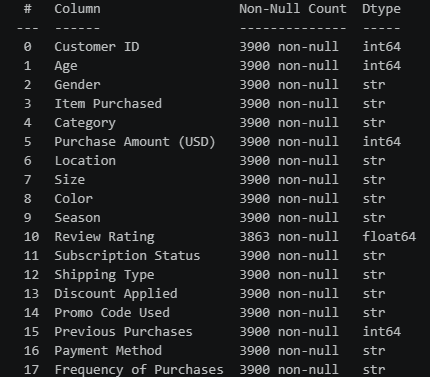 #   Column                  Non-Null Count  Dtype
---  ------                  --------------  -----
0   Customer ID             3900 non-null   int64
1   Age                     3900 non-null   int64
2   Gender                  3900 non-null   str
3   Item Purchased          3900 non-null   str
4   Category                3900 non-null   str
5   Purchase Amount (USD)   3900 non-null   int64
6   Location                3900 non-null   str
7   Size                    3900 non-null   str
8   Color                   3900 non-null   str
9   Season                  3900 non-null   str
10  Review Rating           3863 non-null   float64
11  Subscription Status     3900 non-null   str
12  Shipping Type           3900 non-null   str
13  Discount Applied        3900 non-null   str
14  Promo Code Used         3900 non-null   str
15  Previous Purchases      3900 non-null   int64
16  Payment Method          3900 non-null   str
17  Frequency of Purchases  3900 non-null   str